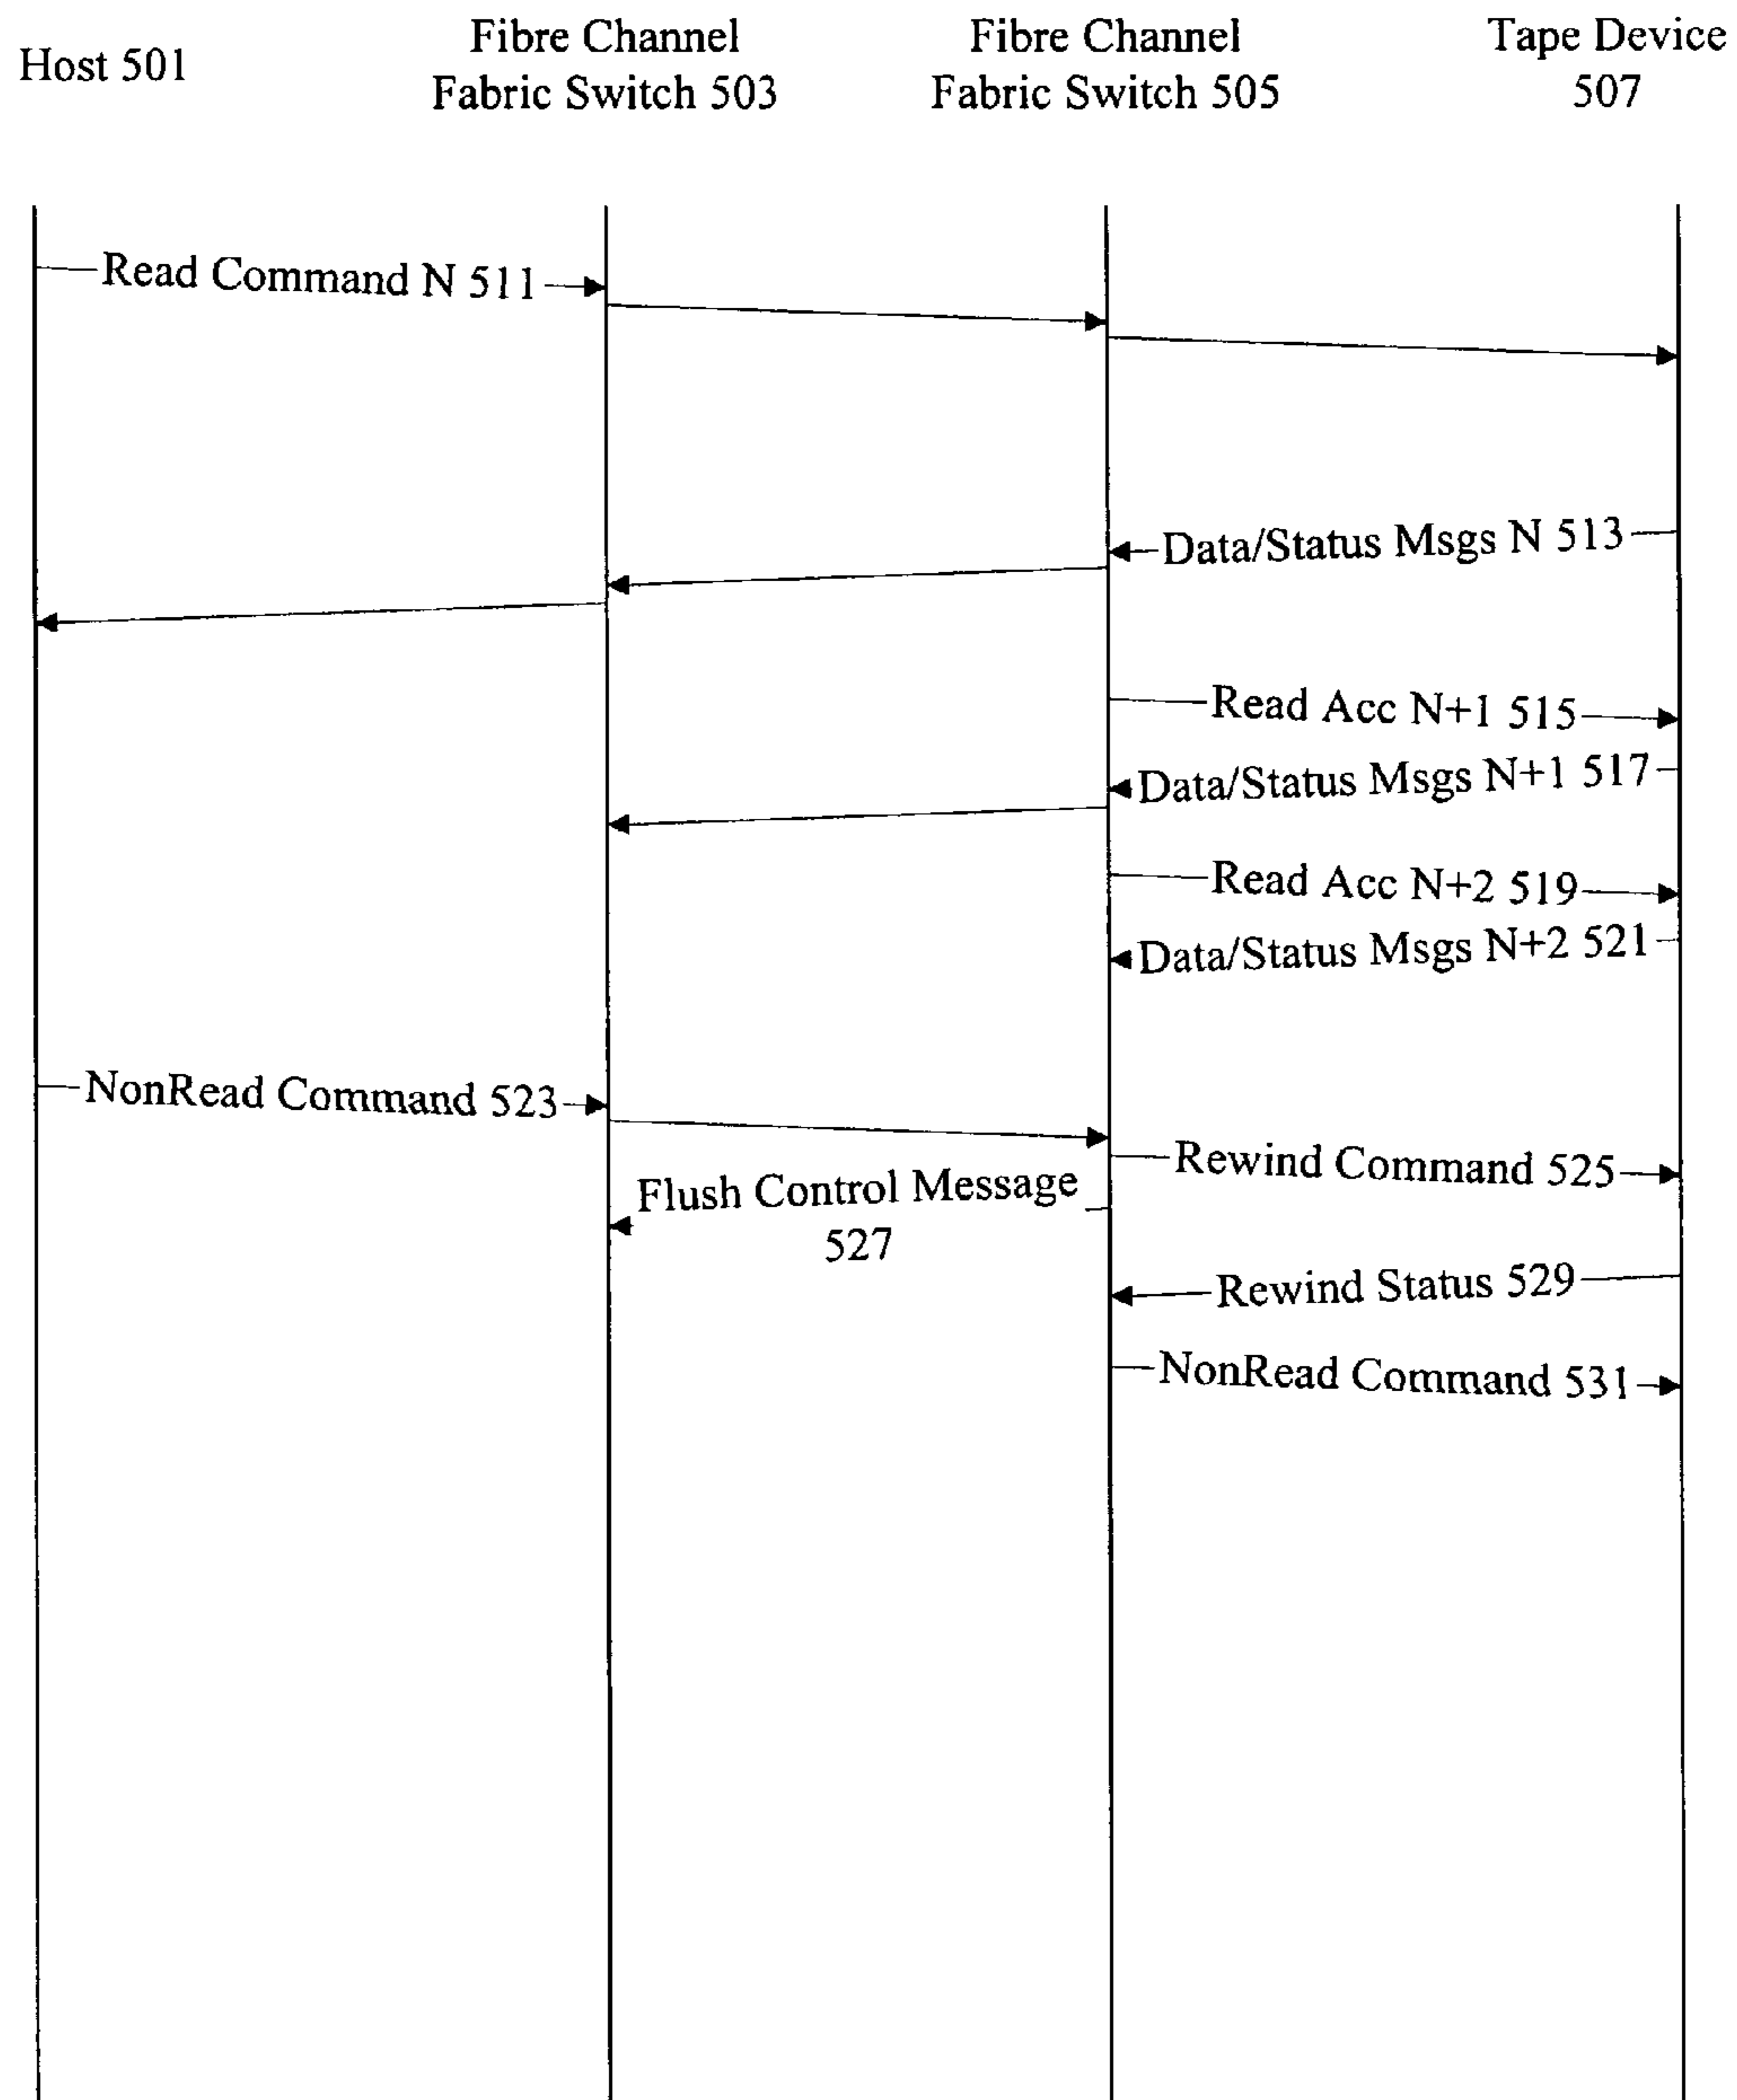 Host 501
Fibre Channel
Fabric Switch 503
Fibre Channel
Fabric Switch 505
Tape Device
507
Read Command N 511
Data/Status Msgs N 513
Read Acc N+1 515
Data/Status Msgs N+1 517
Read Acc N+2 519
Data/Status Msgs N+2 521
NonRead Command 523
Rewind Command 525
Flush Control Message
527
Rewind Status 529
NonRead Command 531